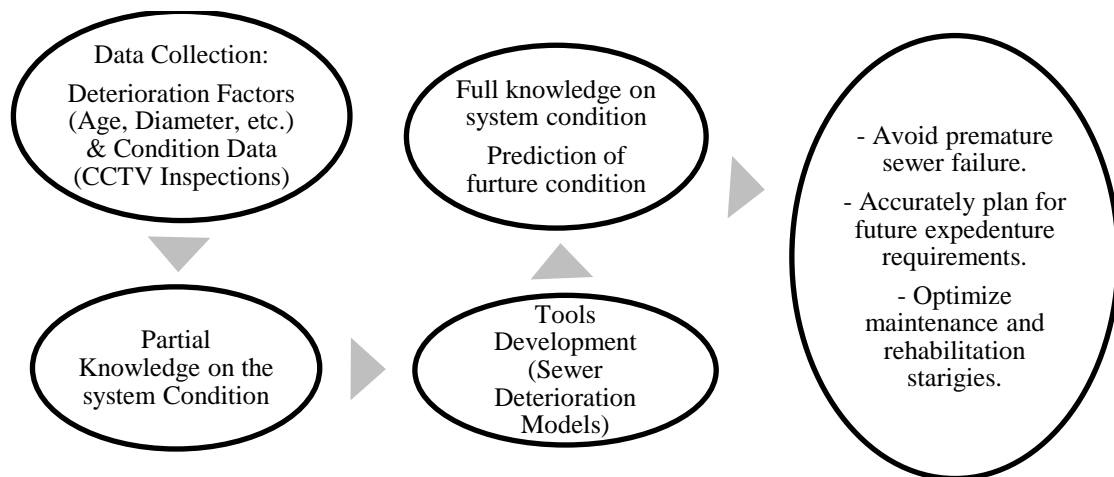 Data Collection:
Deterioration Factors
(Age, Diameter, etc.)
& Condition Data
(CCTV Inspections)
Partial
Knowledge on the
system Condition
Tools
Development
(Sewer
Deterioration
Models)
Full knowledge on
system condition
Prediction of
furture condition
- Avoid premature
sewer failure.
- Accurately plan for
future expedenture
requirements.
- Optimize
maintenance and
rehabilitation
starigies.